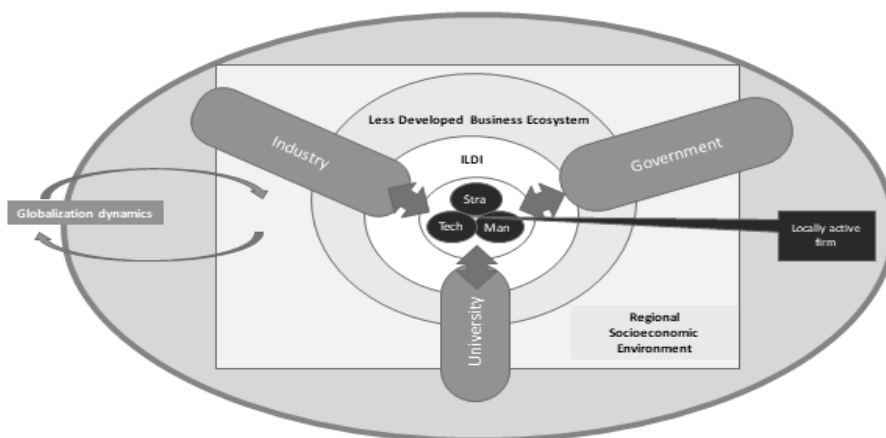 Less Developed Business Ecosystem
Industry
Government
ILDI
Stra
Tech
Man
Globalization dynamics
Locally active
firm
University
Regional
Socioeconomic
Environment